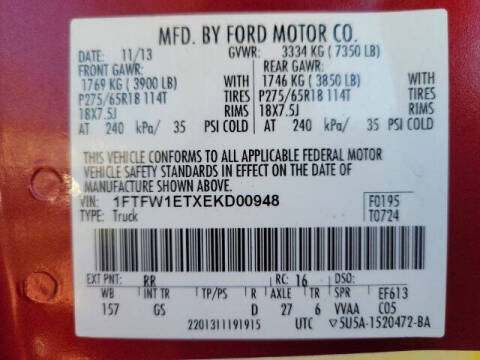 MFD. BY FORD MOTOR CO.
DATE: 11/13 GVWR: 3334 KG ( 7350 LB)
FRONT GAWR: REAR GAWR:
1769 KG ( 3900 LB) WITH 1746 KG ( 3850 LB) WITH
P275/65R18 114T TIRES P275/65R18 114T TIRES
18X7.5J RIMS 18X7.5J RIMS
AT 240 kPa/ 35 PSI COLD AT 240 kPa/ 35 PSI COLD
THIS VEHICLE CONFORMS TO ALL APPLICABLE FEDERAL MOTOR
VEHICLE SAFETY STANDARDS IN EFFECT ON THE DATE OF
MANUFACTURE SHOWN ABOVE.
VIN: 1FTFW1ETXEKD00948 F0195
TYPE: Truck T0724
EXT PNT: RR RC: 16 DSO:
WB INT TR TP/PS R AXLE TR SPR EF613
157 GS D 27 6 VVAA C05
2201311191915 UTC ▽5U5A-1520472-BA